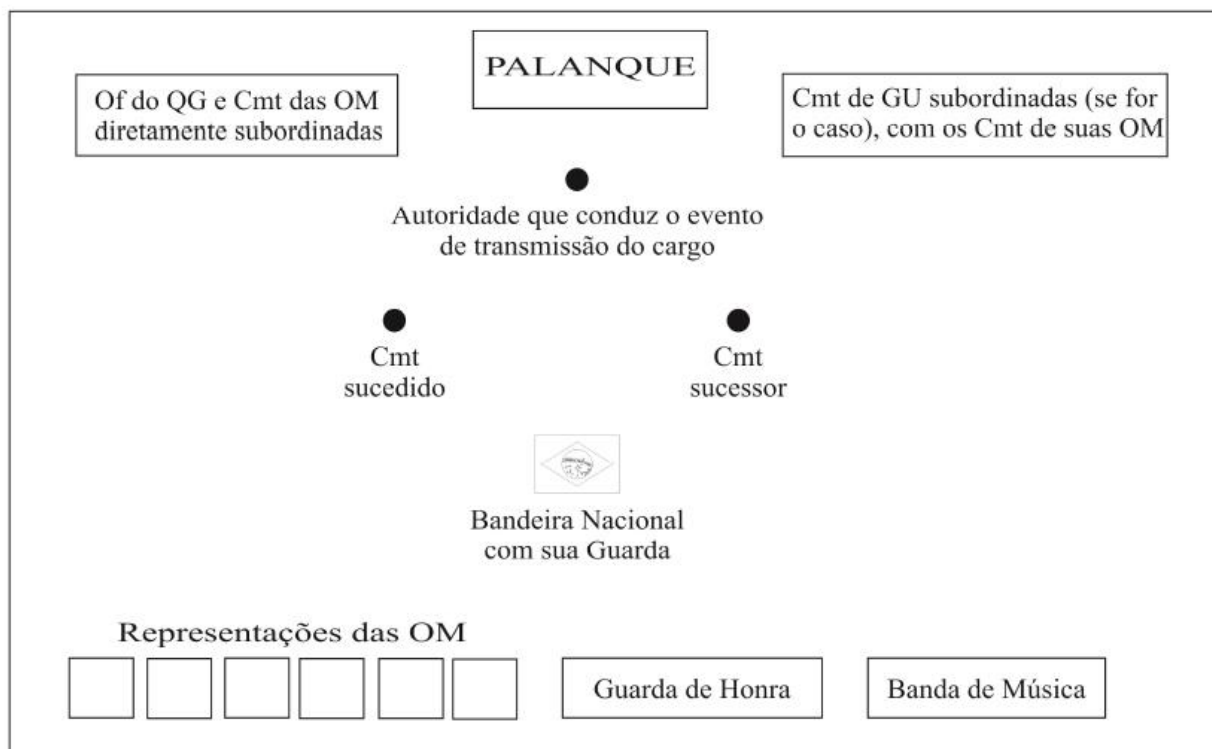 PALANQUE
Of do QG e Cmt das OM
diretamente subordinadas
Cmt de GU subordinadas (se for
o caso), com os Cmt de suas OM
Autoridade que conduz o evento
de transmissão do cargo
Cmt
sucedido
Cmt
sucessor
Bandeira Nacional
com sua Guarda
Representações das OM
Guarda de Honra
Banda de Música